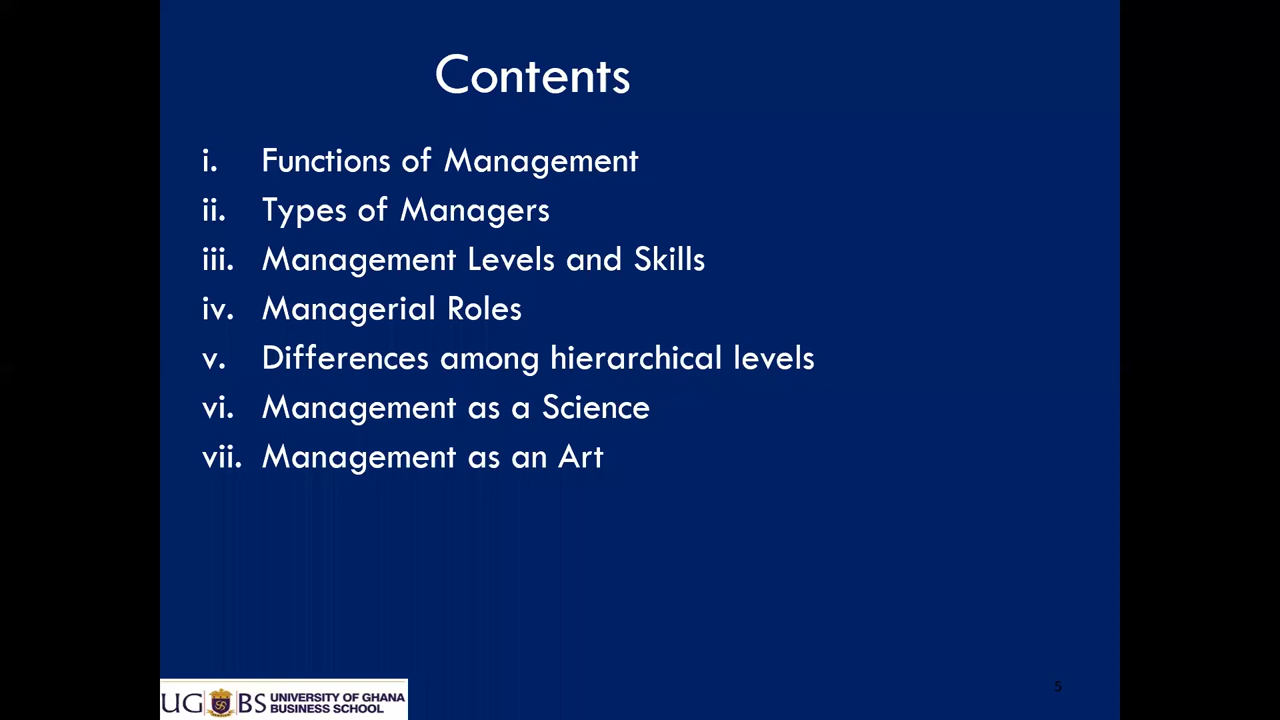 Contents
i. Functions of Management
ii. Types of Managers
iii. Management Levels and Skills
iv. Managerial Roles
v. Differences among hierarchical levels
vi. Management as a Science
vii. Management as an Art
5
UG BS UNIVERSITY OF GHANA
BUSINESS SCHOOL